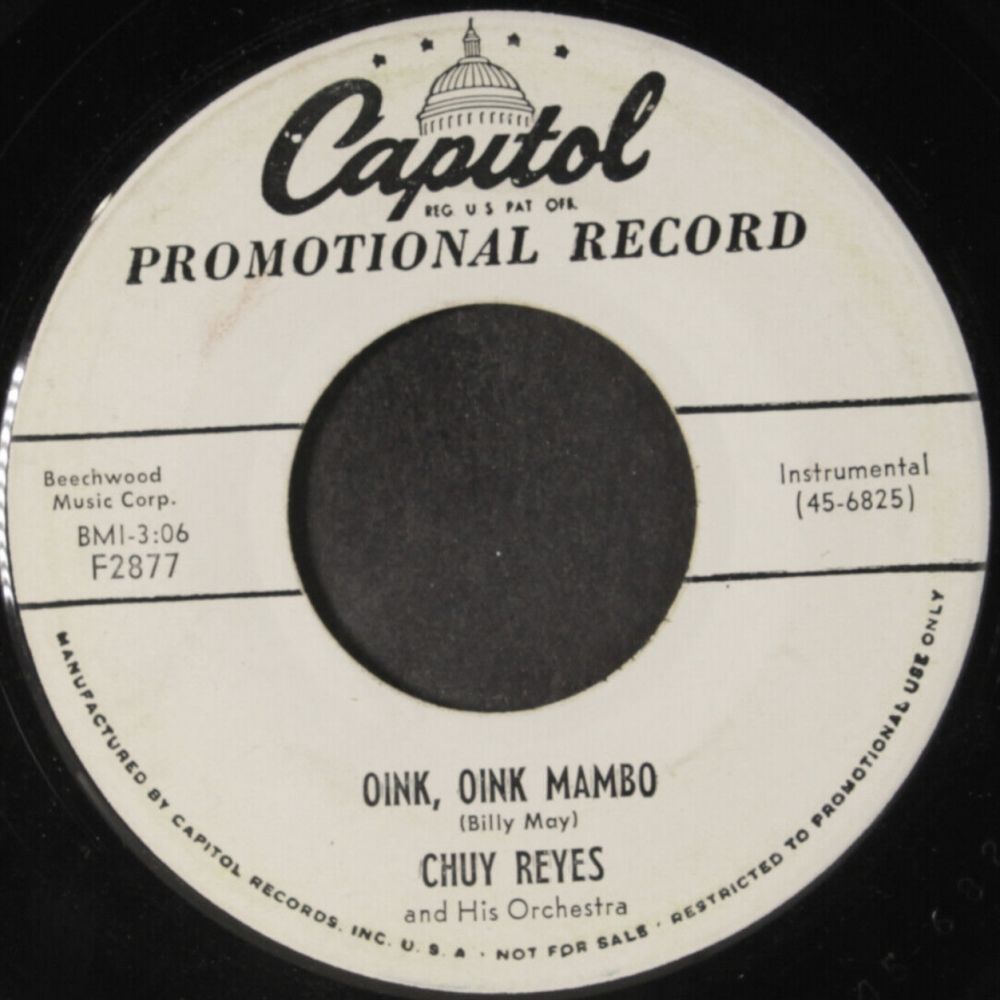 Capitol
REG. U S PAT OFF.
PROMOTIONAL RECORD
Beechwood
Music Corp.
BMI-3:06
F2877
Instrumental
(45-6825)
OINK, OINK MAMBO
(Billy May)
CHUY REYES
and His Orchestra
MANUFACTURED BY CAPITOL RECORDS, INC. U. S. A · NOT FOR SALE · RESTRICTED TO PROMOTIONAL USE ONLY